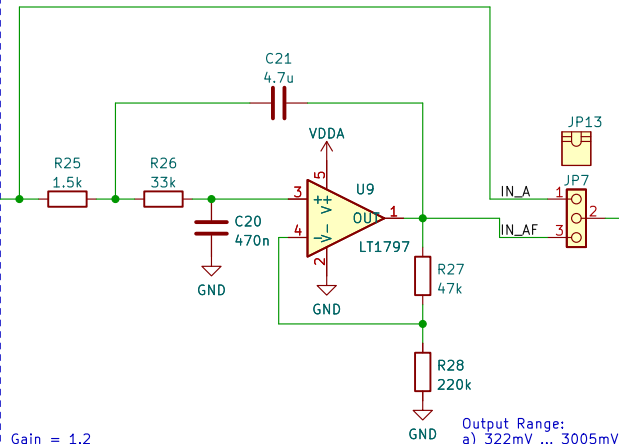 C21
4.7u
JP13
VDDA
R25
1.5k
R26
33k
5
U9
JP7
3
V+
IN_A
1
OUT
1
2
C20
470n
4
V-
LT1797
IN_AF
3
2
R27
47k
GND
GND
R28
220k
GND
Output Range:
Gain = 1.2
a) 322mV ... 3005mV